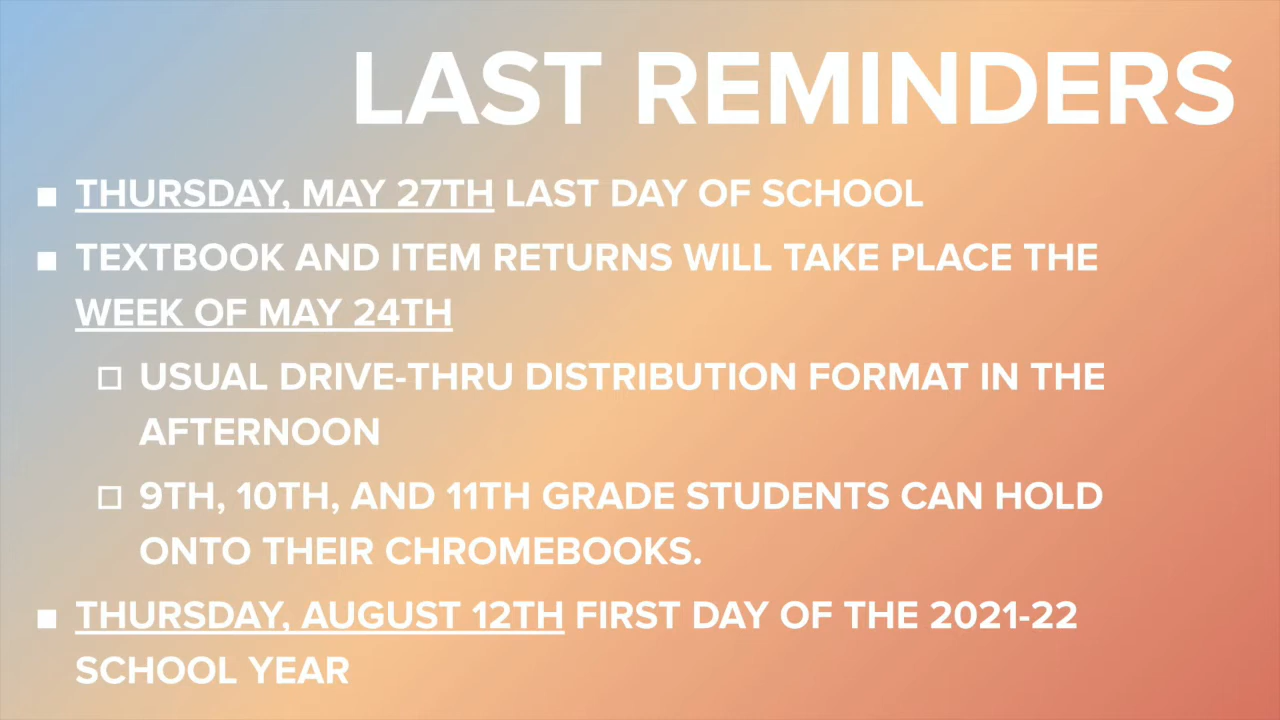 LAST REMINDERS
■ THURSDAY, MAY 27TH LAST DAY OF SCHOOL
■ TEXTBOOK AND ITEM RETURNS WILL TAKE PLACE THE
WEEK OF MAY 24TH
□ USUAL DRIVE-THRU DISTRIBUTION FORMAT IN THE
AFTERNOON
□ 9TH, 10TH, AND 11TH GRADE STUDENTS CAN HOLD
ONTO THEIR CHROMEBOOKS.
■ THURSDAY, AUGUST 12TH FIRST DAY OF THE 2021-22
SCHOOL YEAR